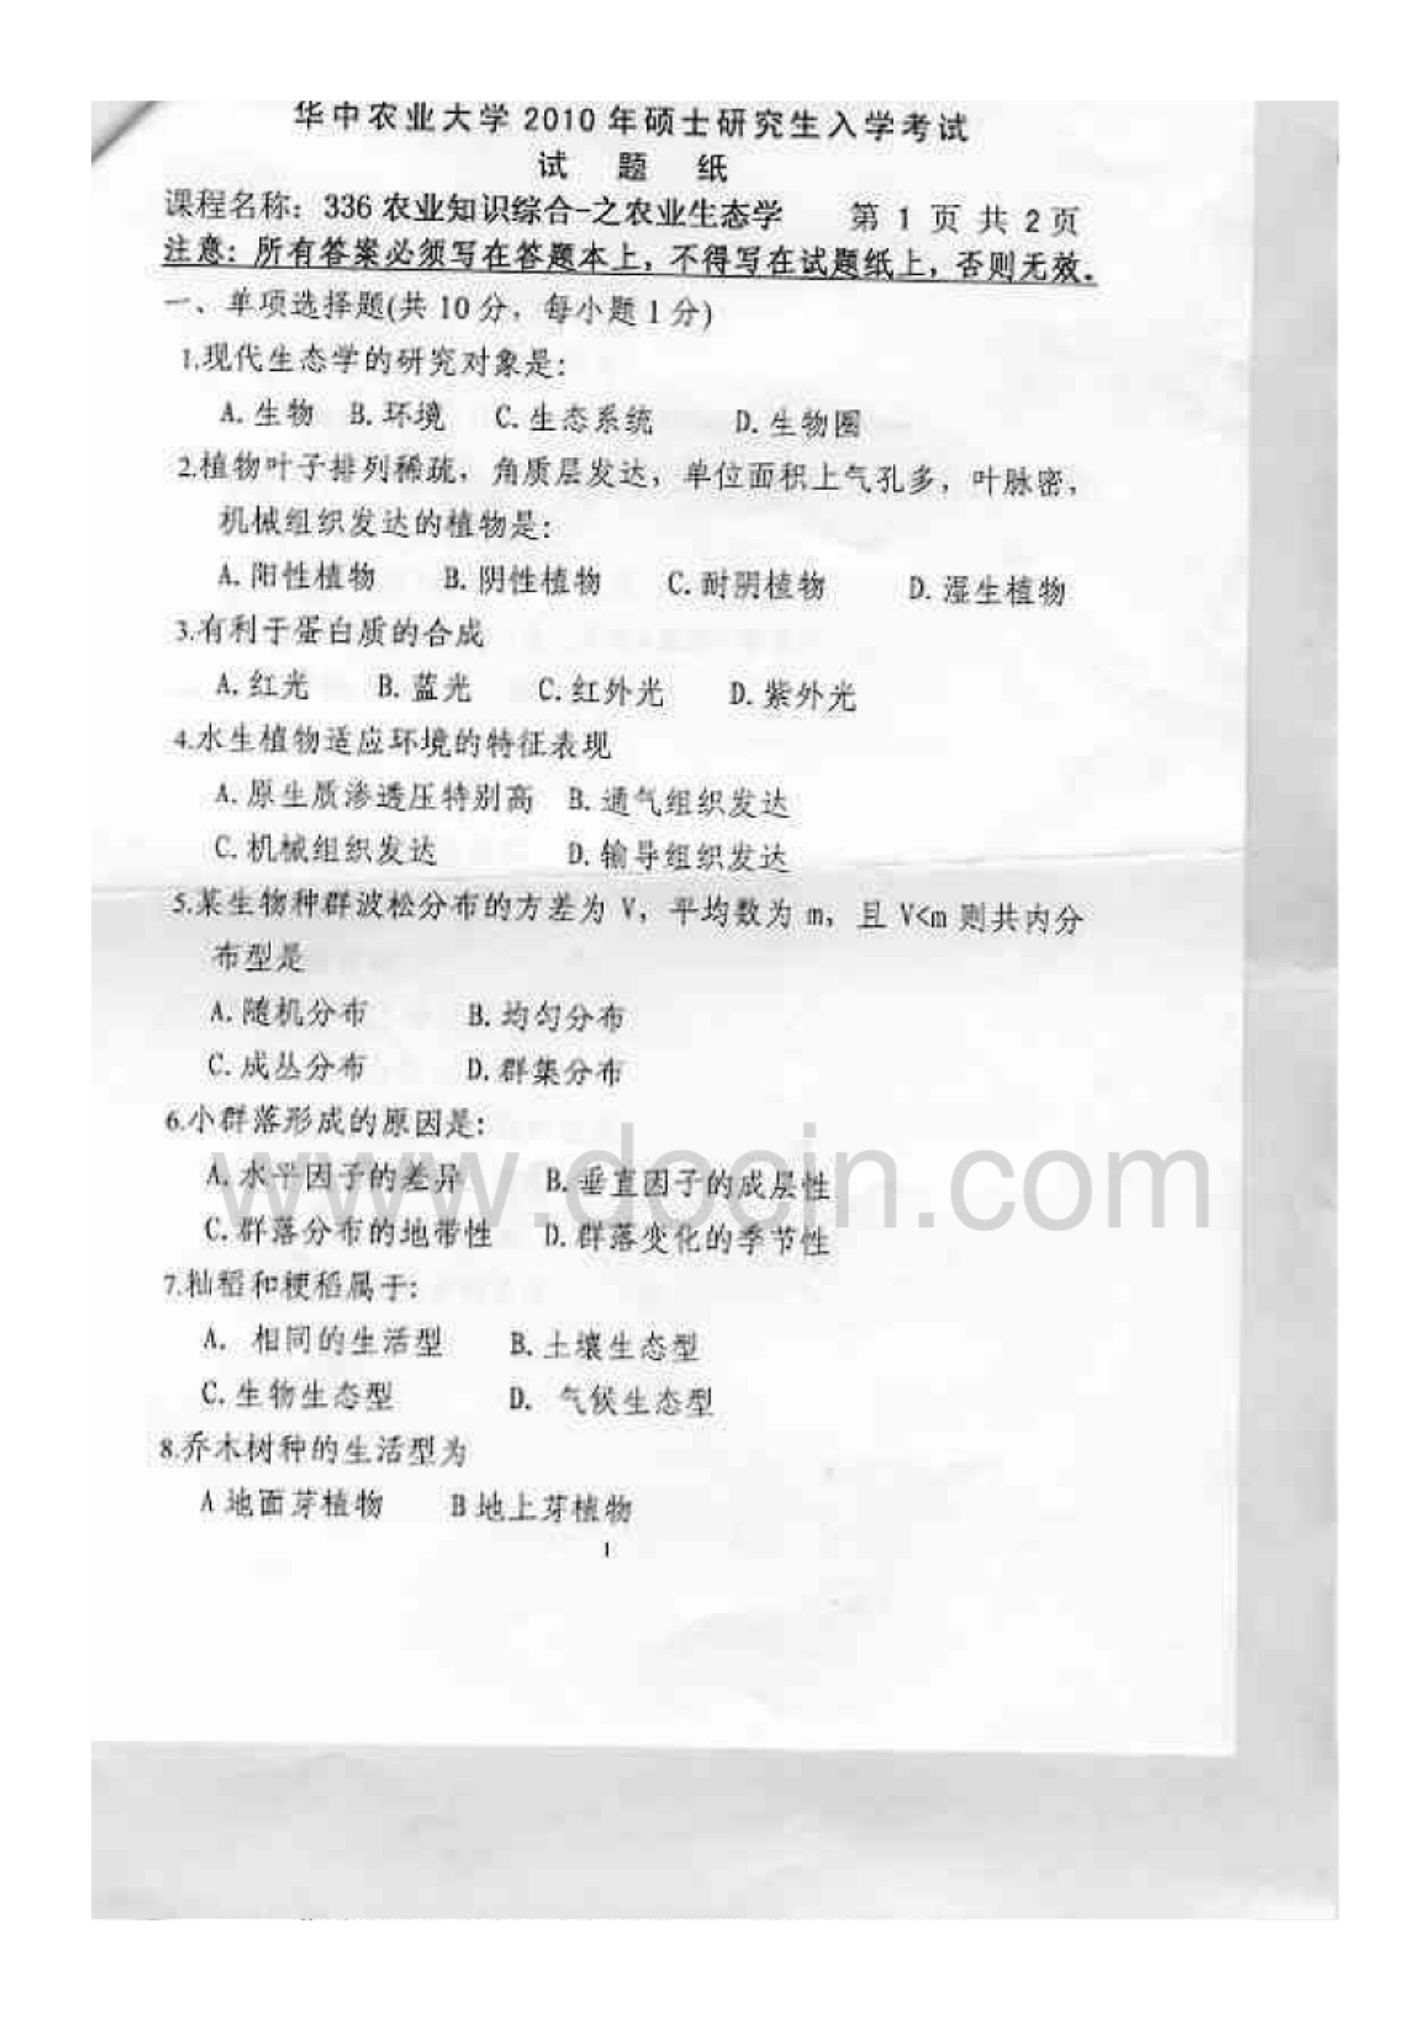 华中农业大学 2010 年硕士研究生入学考试
试 题 纸
课程名称：336 农业知识综合-之农业生态学 第 1 页 共 2 页
注意：所有答案必须写在答题本上，不得写在试题纸上，否则无效。
一、单项选择题(共 10 分，每小题 1 分)
1.现代生态学的研究对象是:
A. 生物 B. 环境 C. 生态系统 D. 生物圈
2.植物叶子排列稀疏，角质层发达，单位面积上气孔多，叶脉密，
机械组织发达的植物是:
A. 阳性植物 B. 阴性植物 C. 耐阴植物 D. 湿生植物
3.有利于蛋白质的合成
A. 红光 B. 蓝光 C. 红外光 D. 紫外光
4.水生植物适应环境的特征表现
A. 原生质渗透压特别高 B. 通气组织发达
C. 机械组织发达 D. 输导组织发达
5.某生物种群波松分布的方差为 V，平均数为 m，且 V<m 则共内分
布型是
A. 随机分布 B. 均匀分布
C. 成丛分布 D. 群集分布
6.小群落形成的原因是:
A. 水平因子的差异 B. 垂直因子的成层性
C. 群落分布的地带性 D. 群落变化的季节性
www.docin.com
7.籼稻和粳稻属于:
A. 相同的生活型 B. 土壤生态型
C. 生物生态型 D. 气候生态型
8.乔木树种的生活型为
A 地面芽植物 B 地上芽植物
1